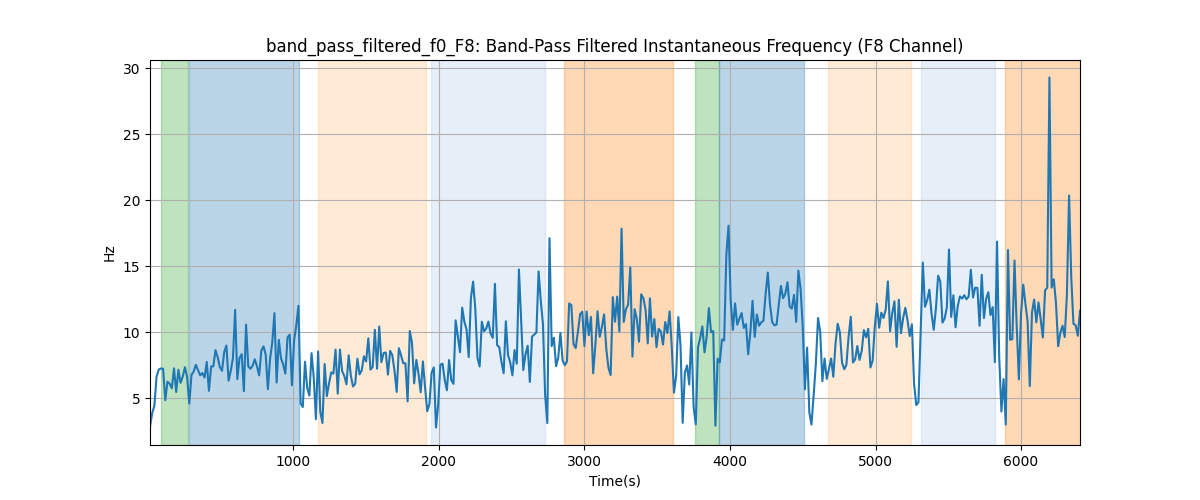 band_pass_filtered_f0_F8: Band-Pass Filtered Instantaneous Frequency (F8 Channel)
30
25
20
15
10
5
Hz
1000 2000 3000 4000 5000 6000
Time(s)